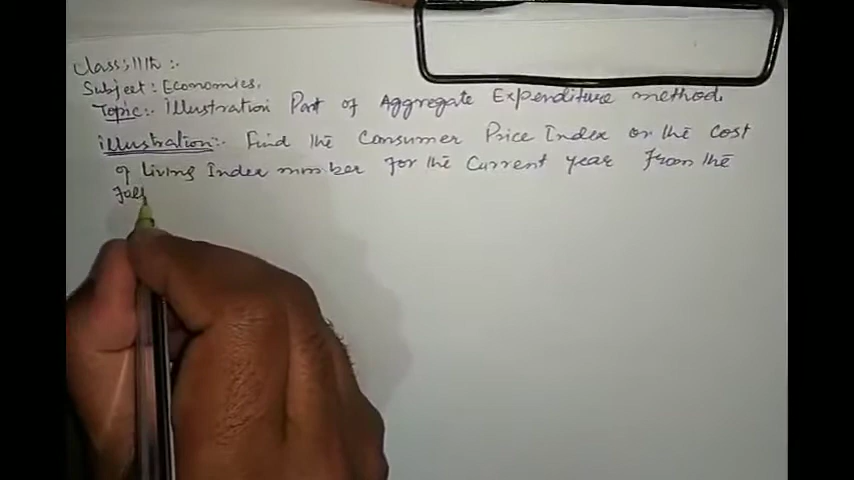 Class: 11th :-
Subject: Economics.
Topic:- Illustration Part of Aggregate Expenditure method.
illustration:- Find the Consumer Price Index or the Cost
of living Index number for the Current year from the
Foll